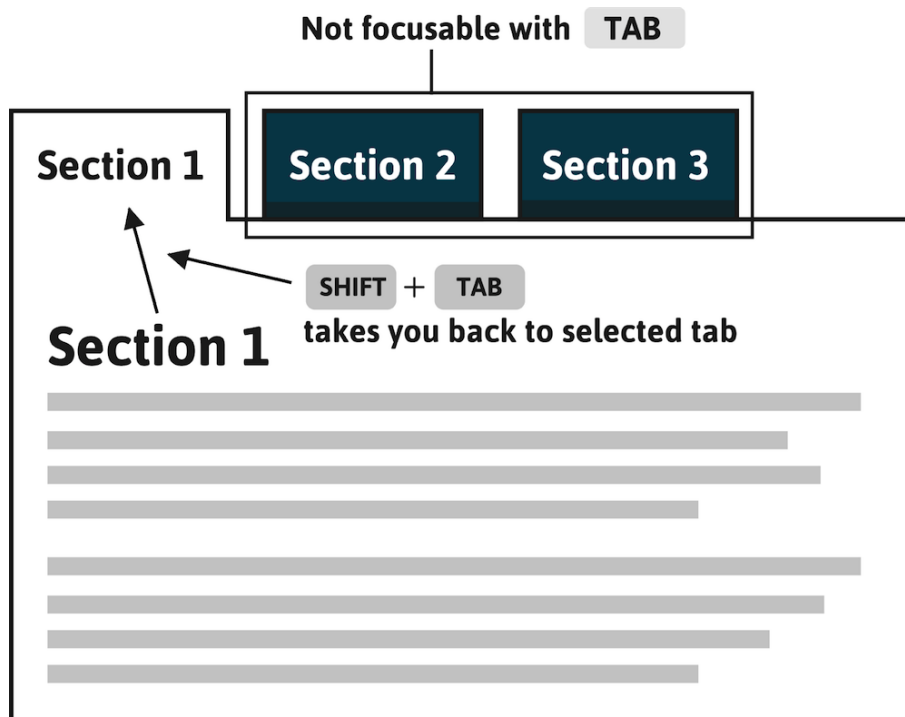 Not focusable with TAB
Section 1
Section 2
Section 3
SHIFT + TAB
takes you back to selected tab
Section 1